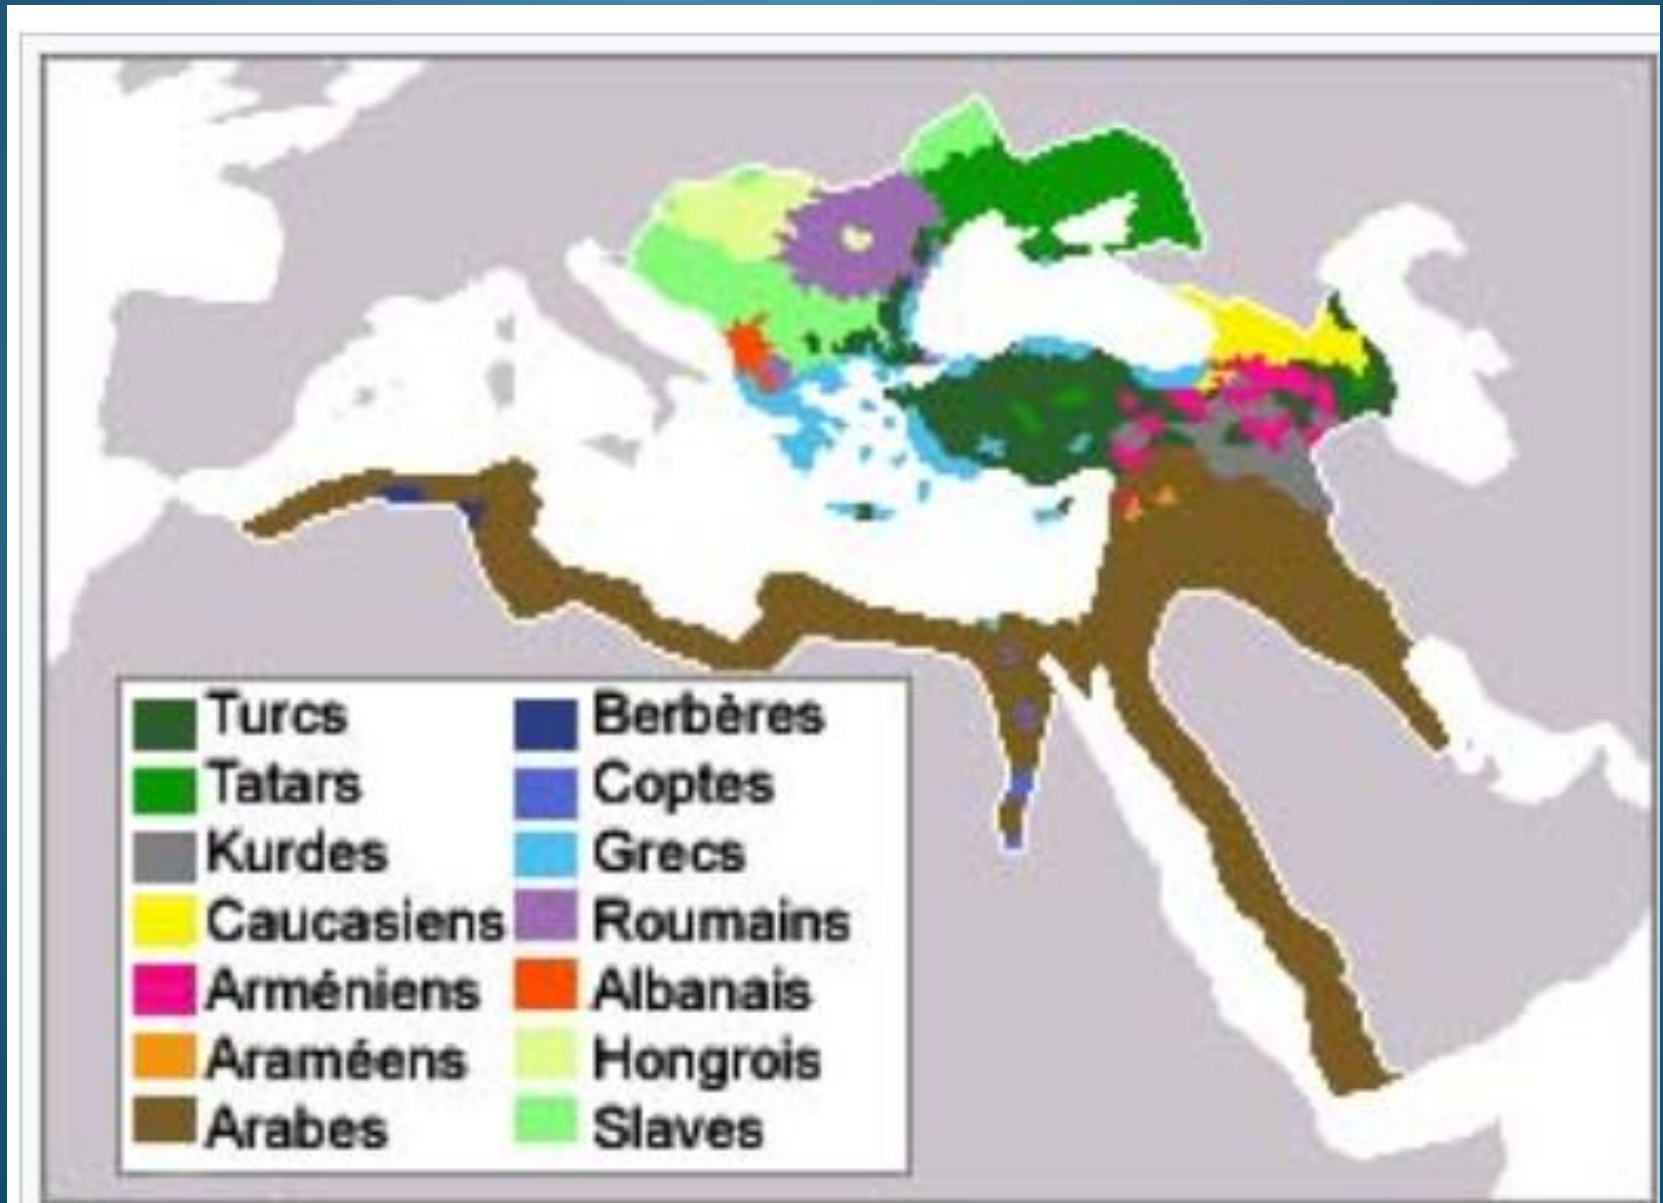 Turcs
Tatars
Kurdes
Caucasiens
Arméniens
Araméens
Arabes
Berbères
Coptes
Grecs
Roumains
Albanais
Hongrois
Slaves